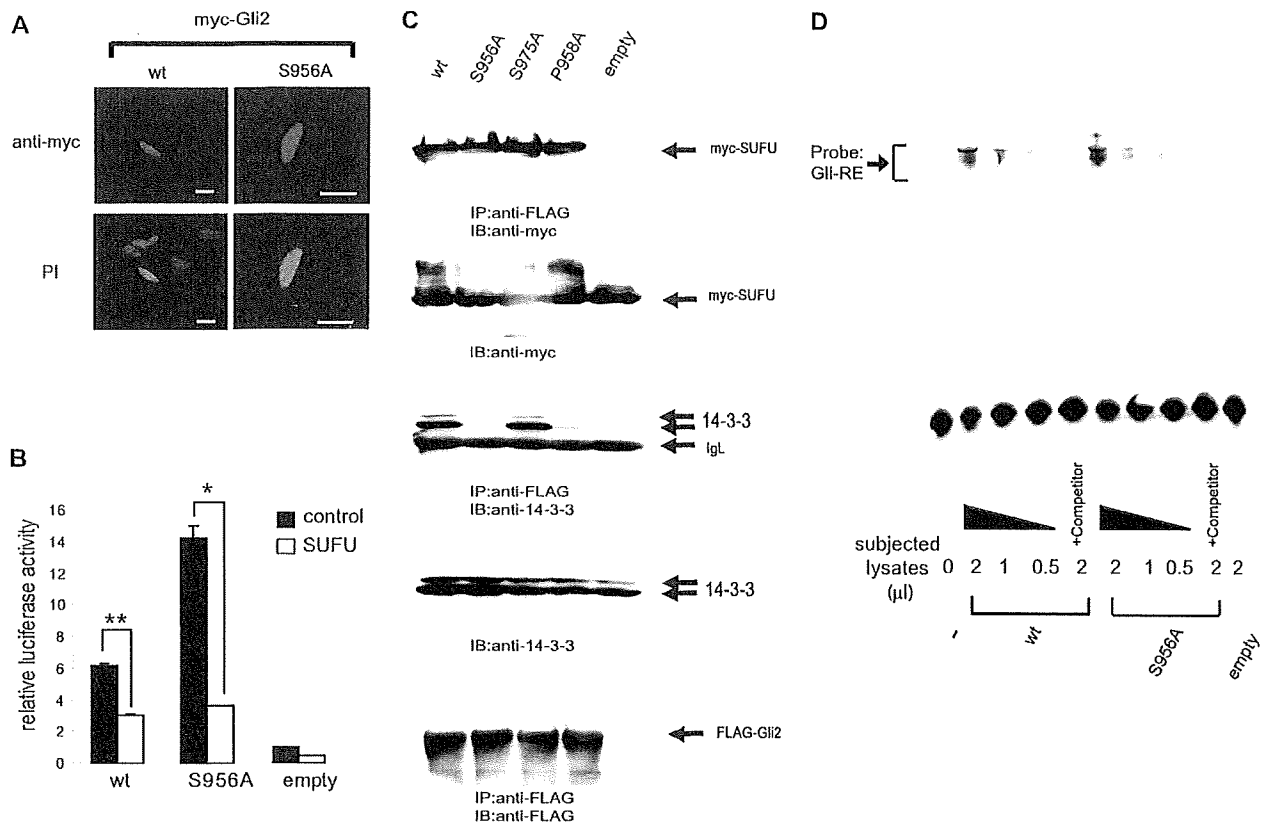 A
myc-Gli2
wt
S956A
anti-myc
PI
B
relative luciferase activity
16
14
12
10
8
6
4
2
0
**
*
control
SUFU
wt
S956A
empty
C
wt
S956A
S975A
P958A
empty
myc-SUFU
IP:anti-FLAG
IB:anti-myc
myc-SUFU
IB:anti-myc
14-3-3
IgL
IP:anti-FLAG
IB:anti-14-3-3
14-3-3
IB:anti-14-3-3
FLAG-Gli2
IP:anti-FLAG
IB:anti-FLAG
D
Probe:
Gli-RE
+Competitor
+Competitor
subjected
lysates
(μl)
0 2 1 0.5 2 2 1 0.5 2 2
-
wt
S956A
empty